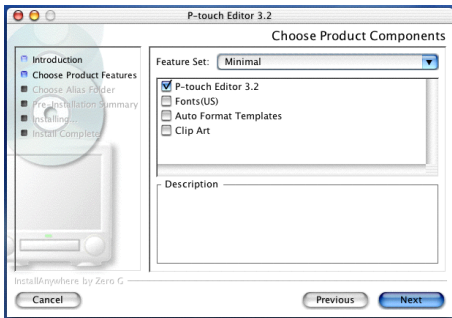 P-touch Editor 3.2
Choose Product Components
Introduction
Choose Product Features
Choose Alias Folder
Pre-Installation Summary
Installing...
Install Complete
Feature Set: Minimal
P-touch Editor 3.2
Fonts(US)
Auto Format Templates
Clip Art
Description
InstallAnywhere by Zero G
Cancel
Previous
Next